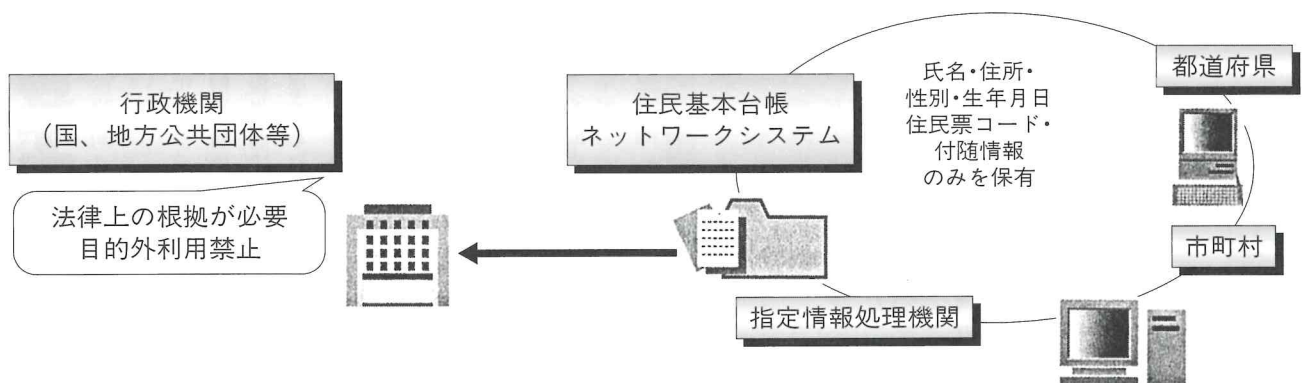 行政機関
（国、地方公共団体等）
法律上の根拠が必要
目的外利用禁止
住民基本台帳
ネットワークシステム
氏名・住所・
性別・生年月日
住民票コード・
付随情報
のみを保有
都道府県
市町村
指定情報処理機関